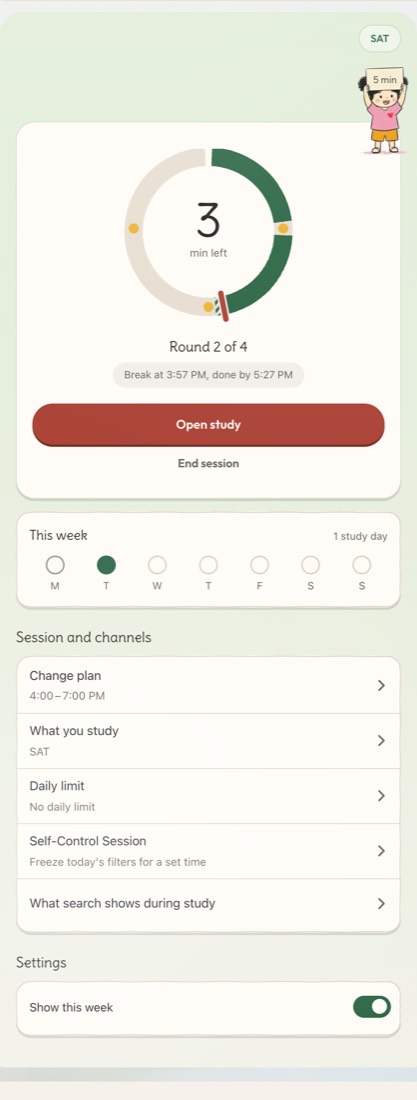 SAT
5 min
3
min left
Round 2 of 4
Break at 3:57 PM, done by 5:27 PM
Open study
End session
This week
1 study day
M T W T F S S
Session and channels
Change plan
4:00–7:00 PM
What you study
SAT
Daily limit
No daily limit
Self-Control Session
Freeze today's filters for a set time
What search shows during study
Settings
Show this week